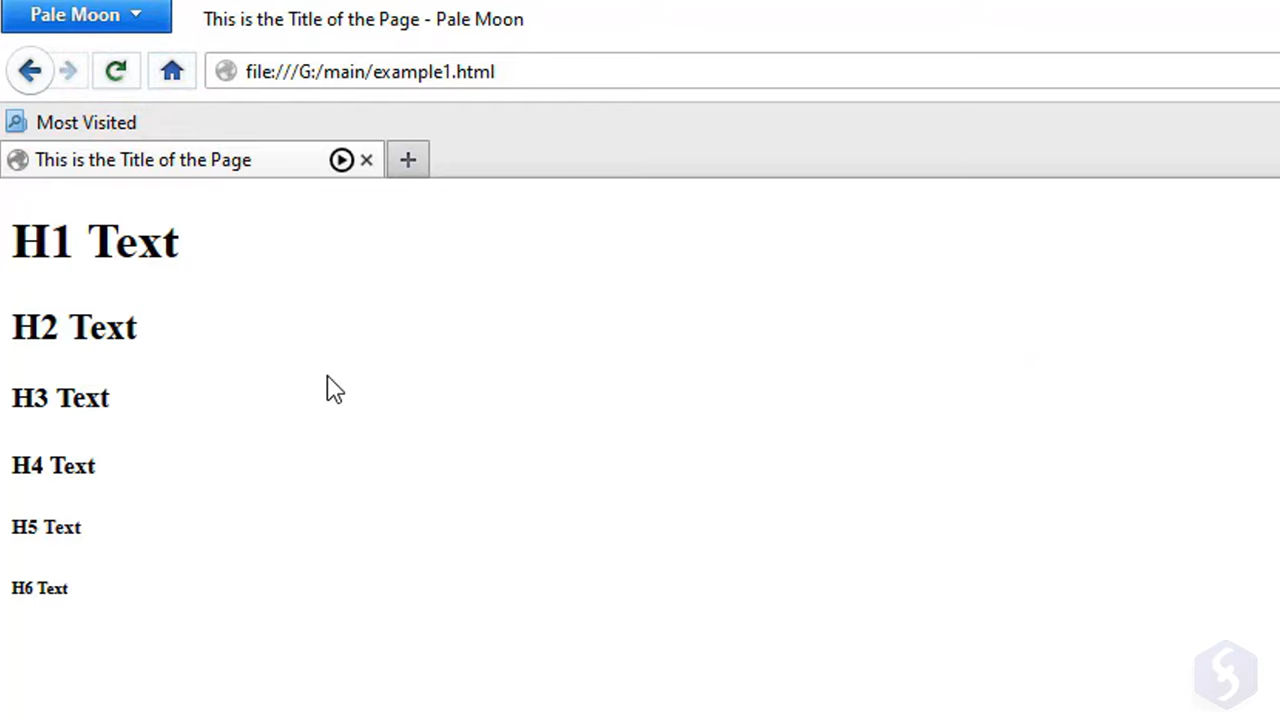 Pale Moon
This is the Title of the Page - Pale Moon
file:///G:/main/example1.html
Most Visited
This is the Title of the Page
H1 Text
H2 Text
H3 Text
H4 Text
H5 Text
H6 Text